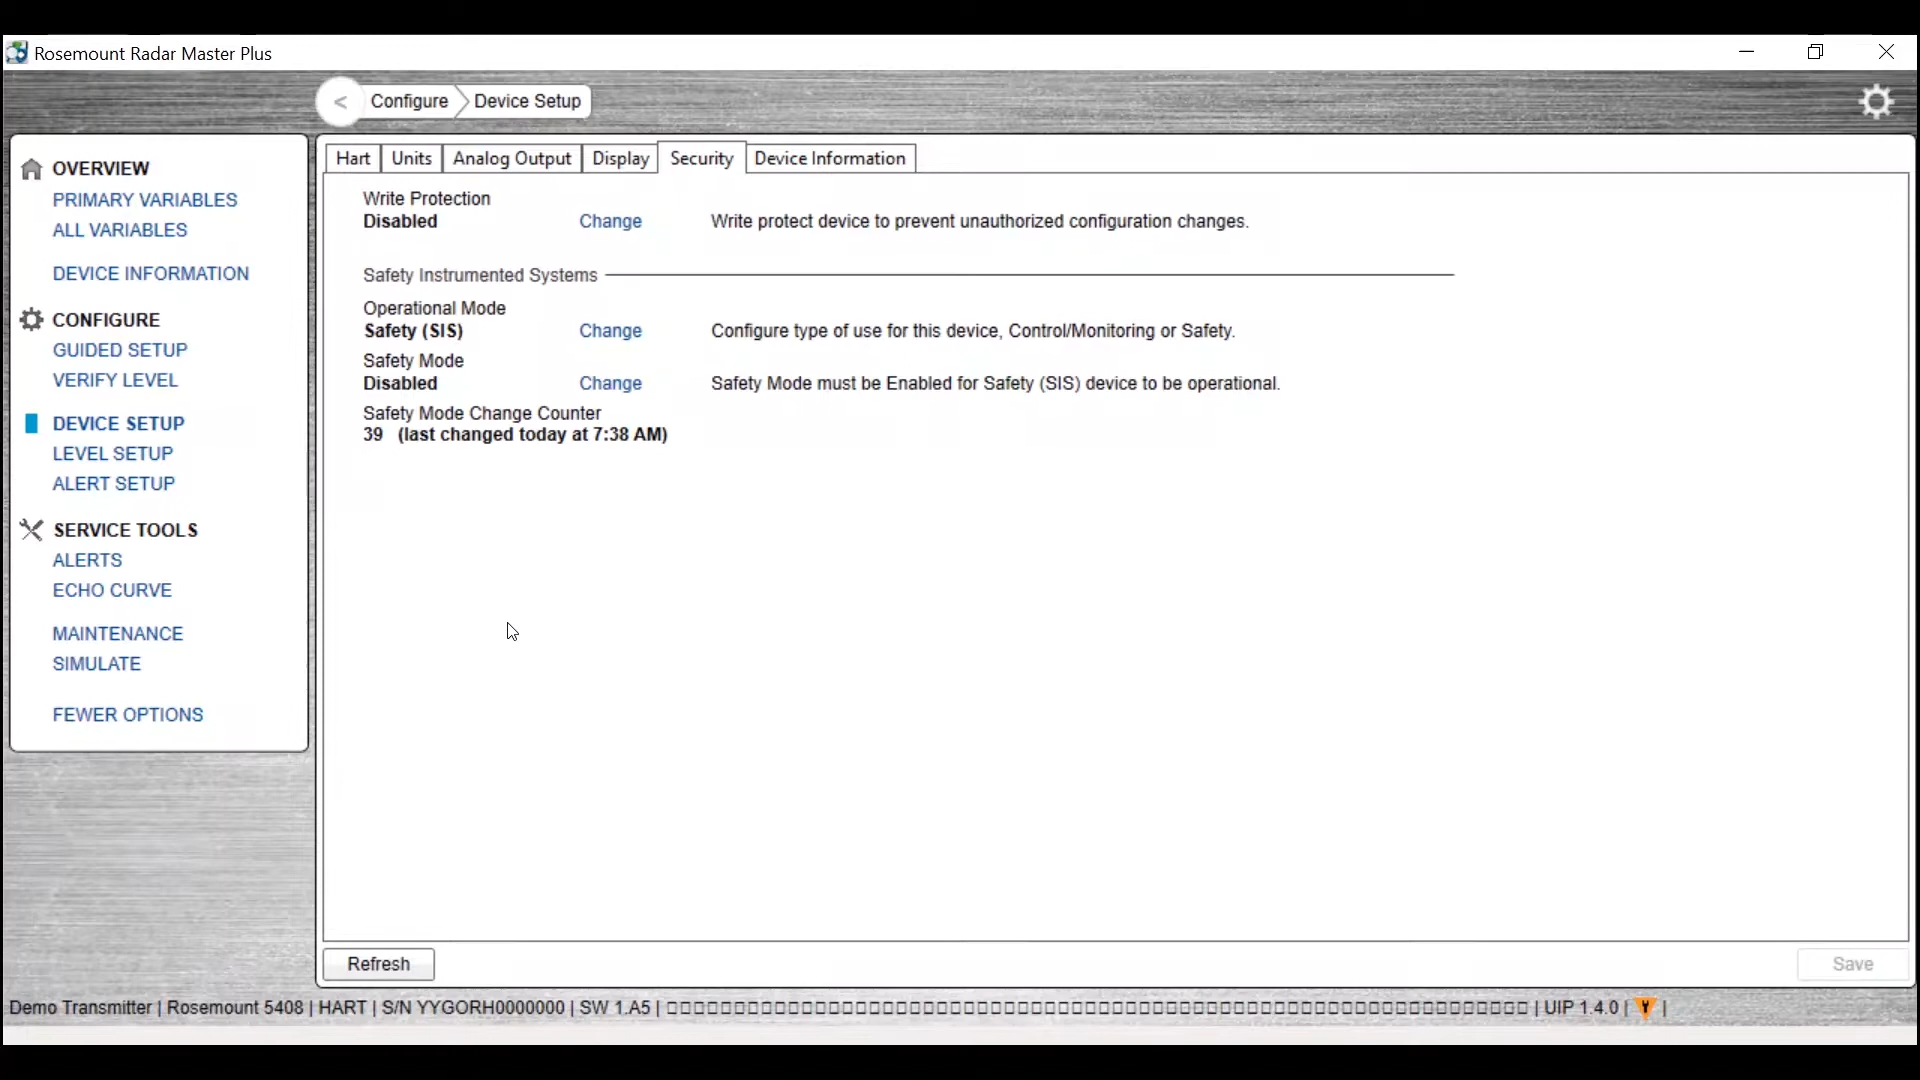 Rosemount Radar Master Plus
< Configure Device Setup
OVERVIEW
PRIMARY VARIABLES
ALL VARIABLES
DEVICE INFORMATION
CONFIGURE
GUIDED SETUP
VERIFY LEVEL
DEVICE SETUP
LEVEL SETUP
ALERT SETUP
SERVICE TOOLS
ALERTS
ECHO CURVE
MAINTENANCE
SIMULATE
FEWER OPTIONS
Hart Units Analog Output Display Security Device Information
Write Protection
Disabled Change Write protect device to prevent unauthorized configuration changes.
Safety Instrumented Systems
Operational Mode
Safety (SIS) Change Configure type of use for this device, Control/Monitoring or Safety.
Safety Mode
Disabled Change Safety Mode must be Enabled for Safety (SIS) device to be operational.
Safety Mode Change Counter
39 (last changed today at 7:38 AM)
Refresh Save
Demo Transmitter | Rosemount 5408 | HART | S/N YYGORH0000000 | SW 1.A5 | | UIP 1.4.0 | |